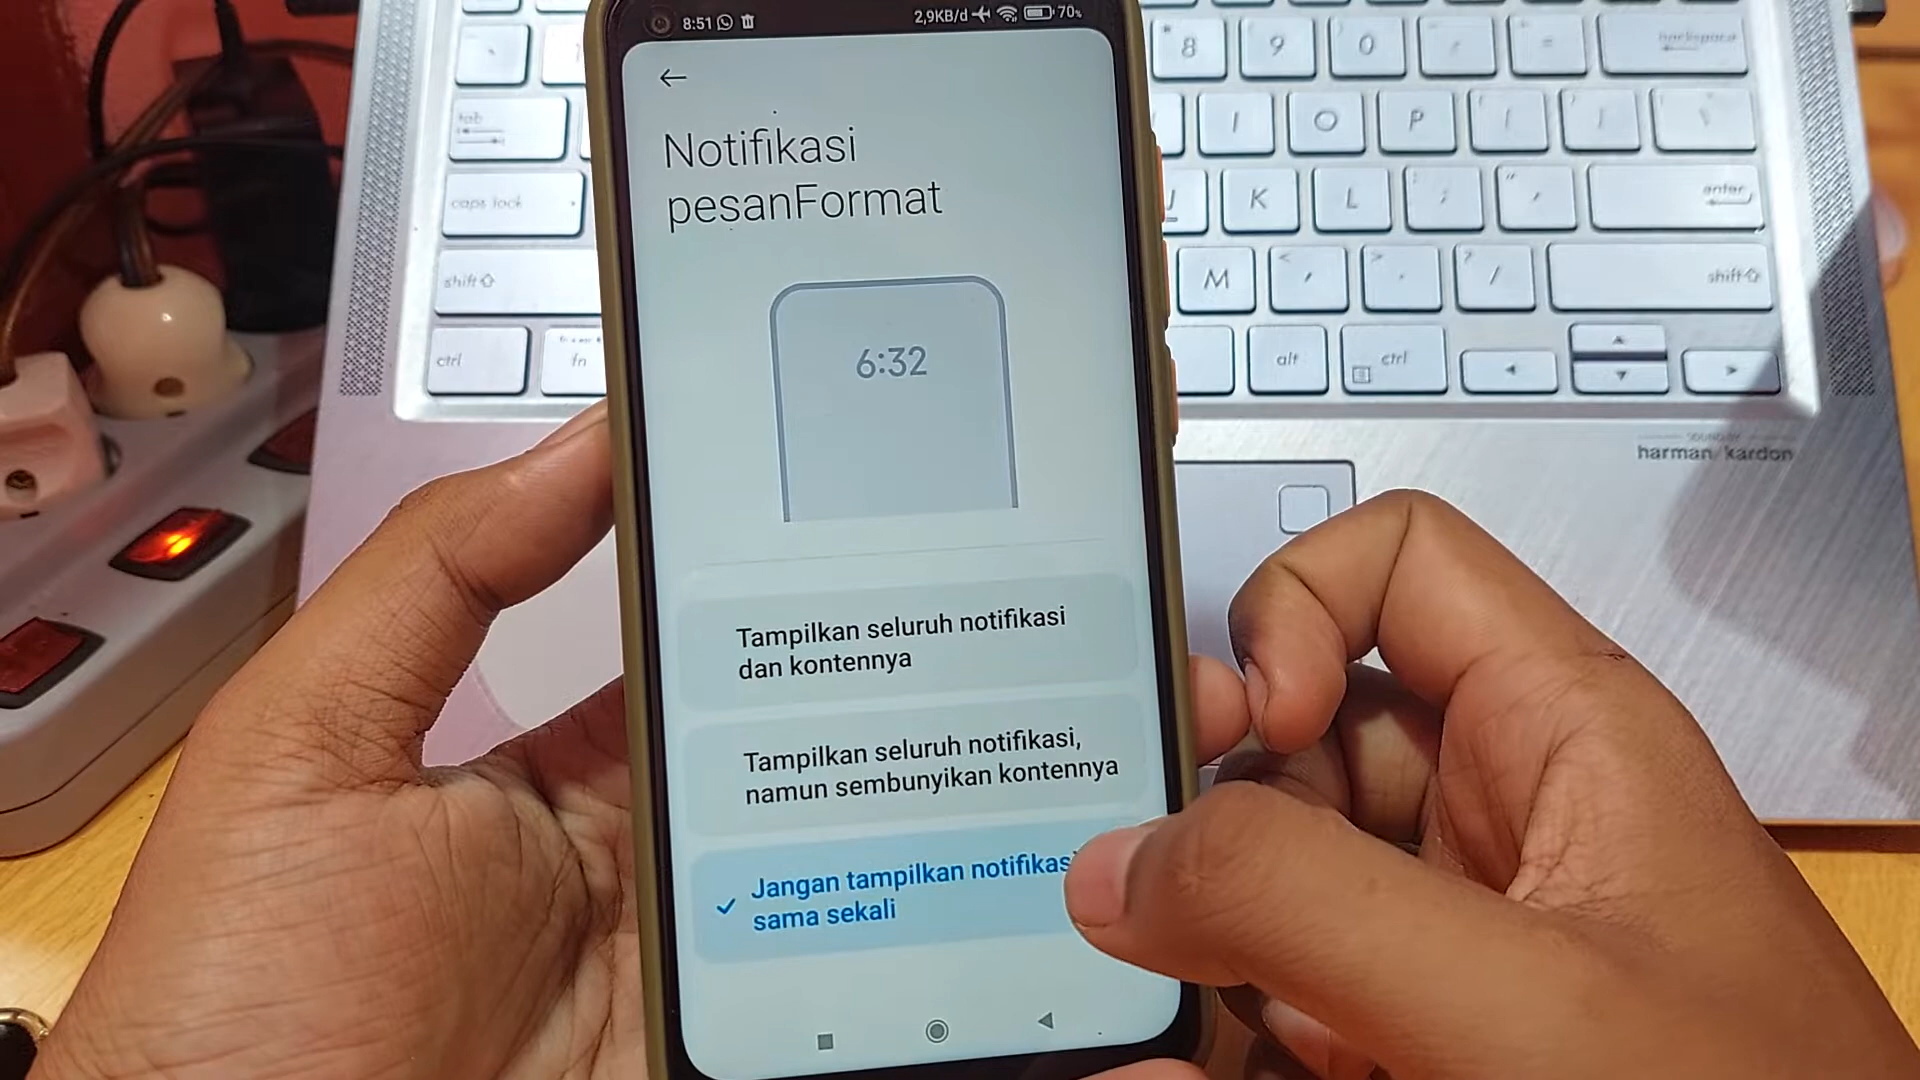 8:51
2,9KB/d 70%
Notifikasi
pesanFormat
6:32
Tampilkan seluruh notifikasi
dan kontennya
Tampilkan seluruh notifikasi,
namun sembunyikan kontennya
Jangan tampilkan notifikasi
sama sekali
8 9 0 - = backspace
tab
I O P
caps lock
J K L ; " ' enter
shift
M < , > . ? / shift
ctrl fn
alt ctrl
harman/kardon